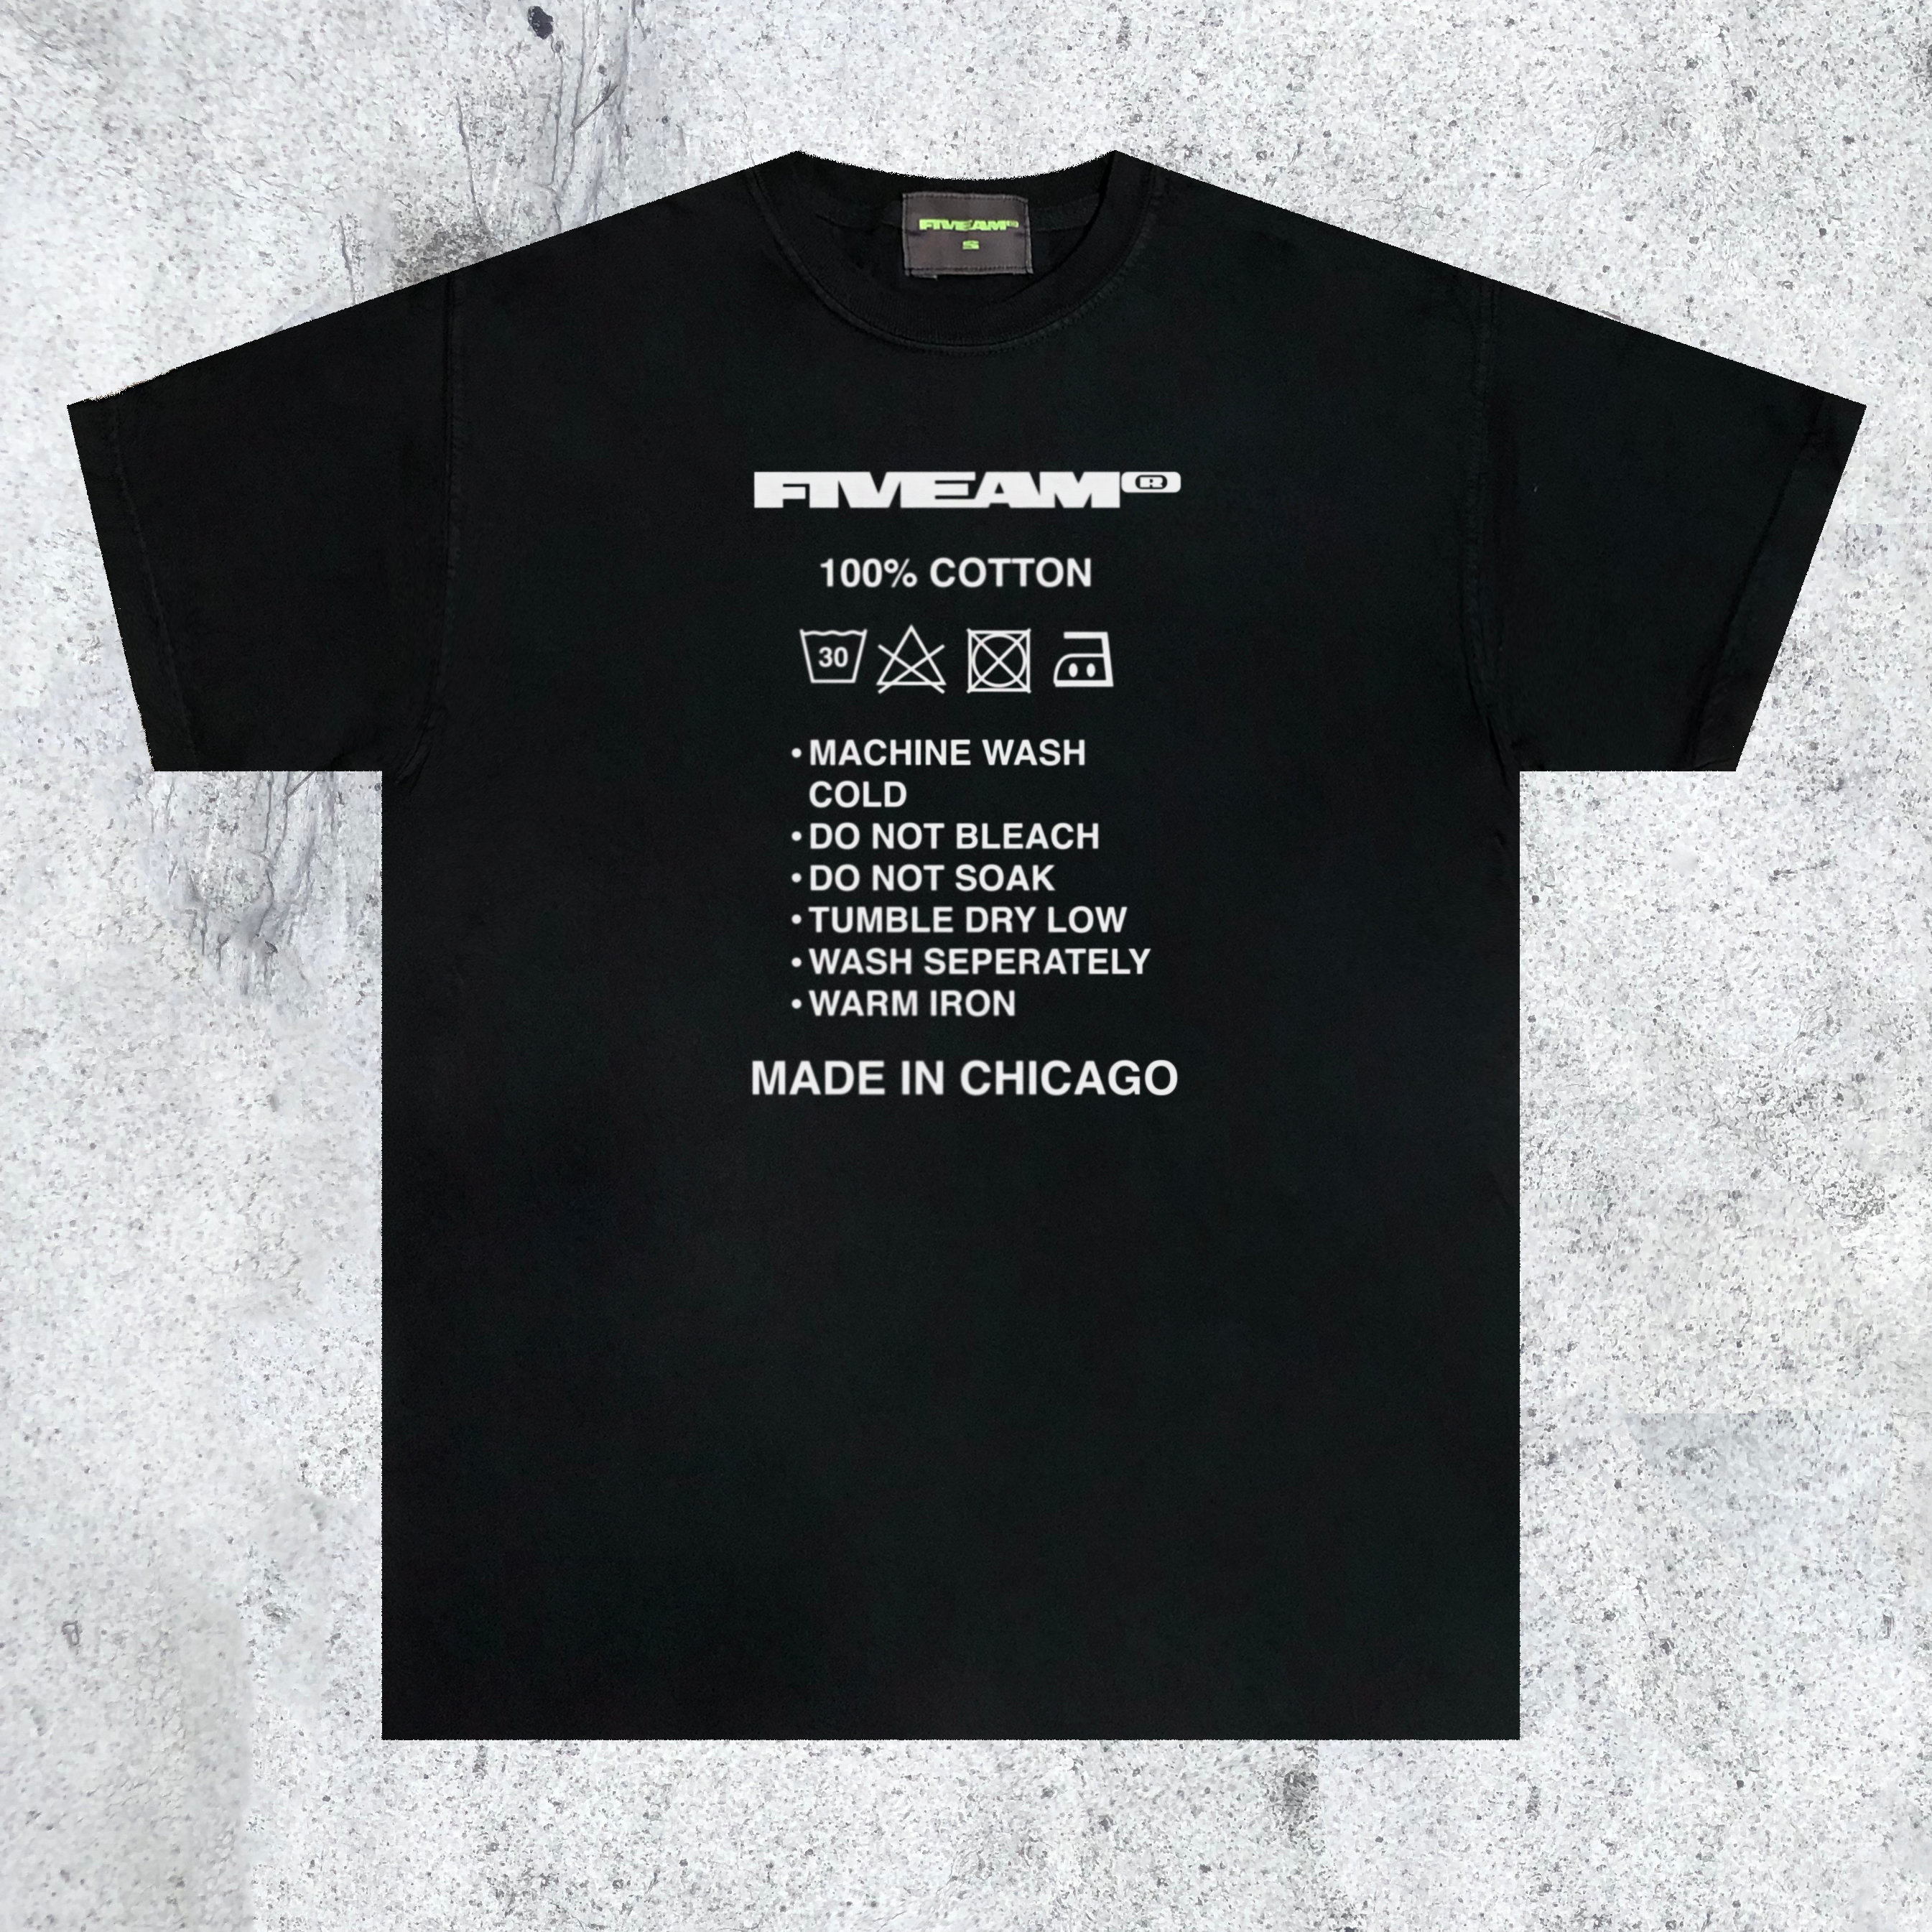 FIVEAM®
S
FIVEAM®
100% COTTON
30
• MACHINE WASH
COLD
• DO NOT BLEACH
• DO NOT SOAK
• TUMBLE DRY LOW
• WASH SEPERATELY
• WARM IRON
MADE IN CHICAGO